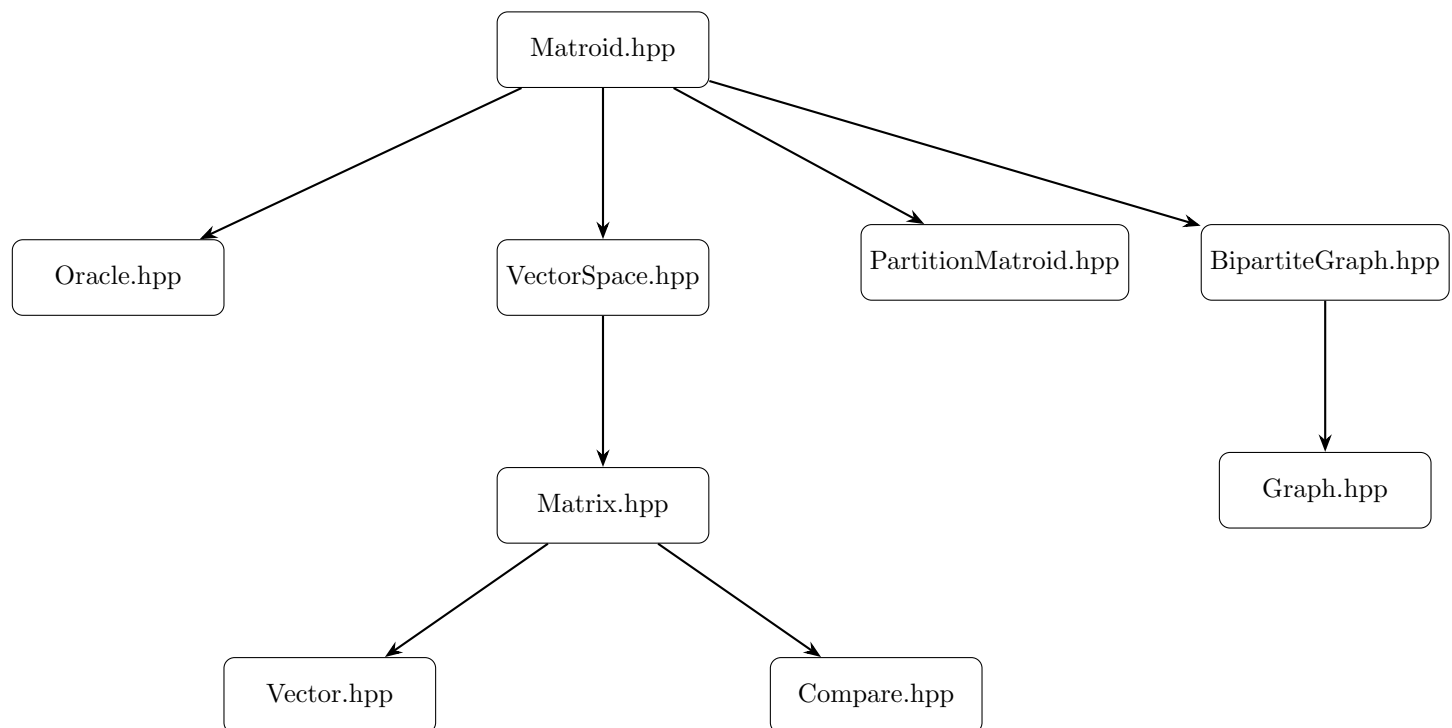 Matroid.hpp
Oracle.hpp
VectorSpace.hpp
PartitionMatroid.hpp
BipartiteGraph.hpp
Matrix.hpp
Graph.hpp
Vector.hpp
Compare.hpp